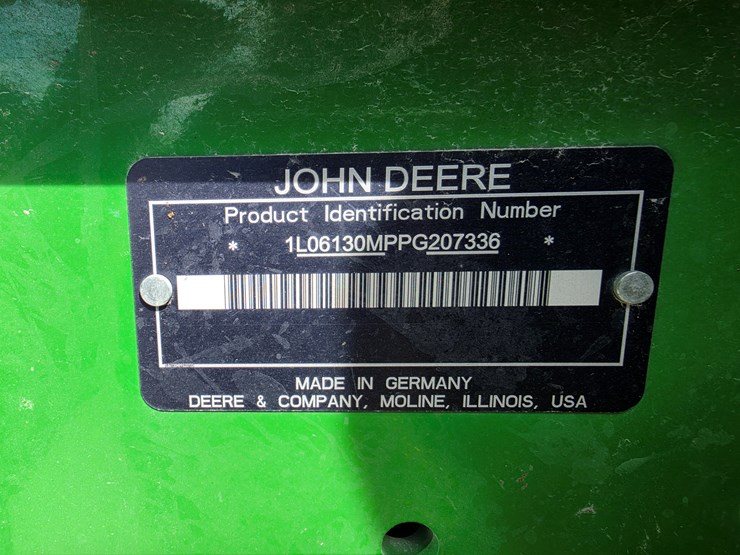 JOHN DEERE
Product Identification Number
* 1L06130MPPG207336 *
MADE IN GERMANY
DEERE & COMPANY, MOLINE, ILLINOIS, USA